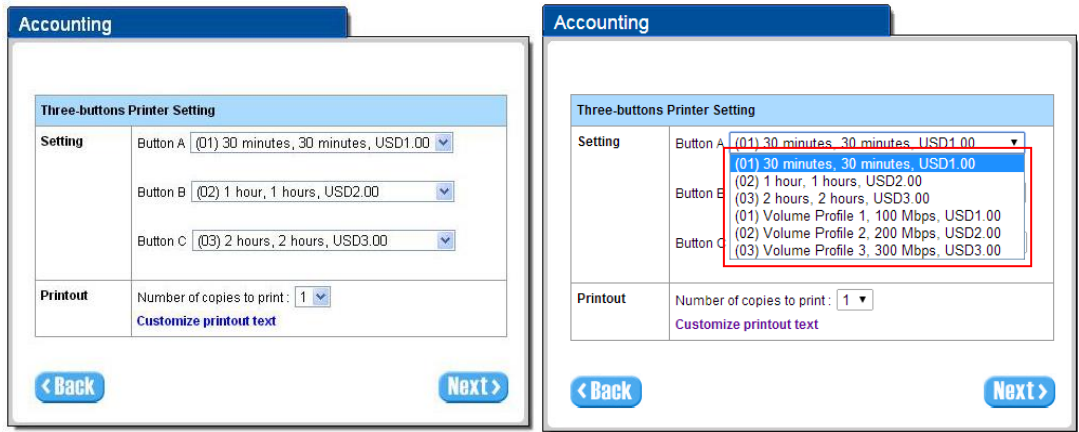 Accounting
Three-buttons Printer Setting
Setting
Button A (01) 30 minutes, 30 minutes, USD1.00
Button B (02) 1 hour, 1 hours, USD2.00
Button C (03) 2 hours, 2 hours, USD3.00
Printout
Number of copies to print : 1
Customize printout text
< Back
Next >
Accounting
Three-buttons Printer Setting
Setting
Button A (01) 30 minutes, 30 minutes, USD1.00
(01) 30 minutes, 30 minutes, USD1.00
(02) 1 hour, 1 hours, USD2.00
Button B
(03) 2 hours, 2 hours, USD3.00
(01) Volume Profile 1, 100 Mbps, USD1.00
(02) Volume Profile 2, 200 Mbps, USD2.00
Button C
(03) Volume Profile 3, 300 Mbps, USD3.00
Printout
Number of copies to print : 1
Customize printout text
< Back
Next >